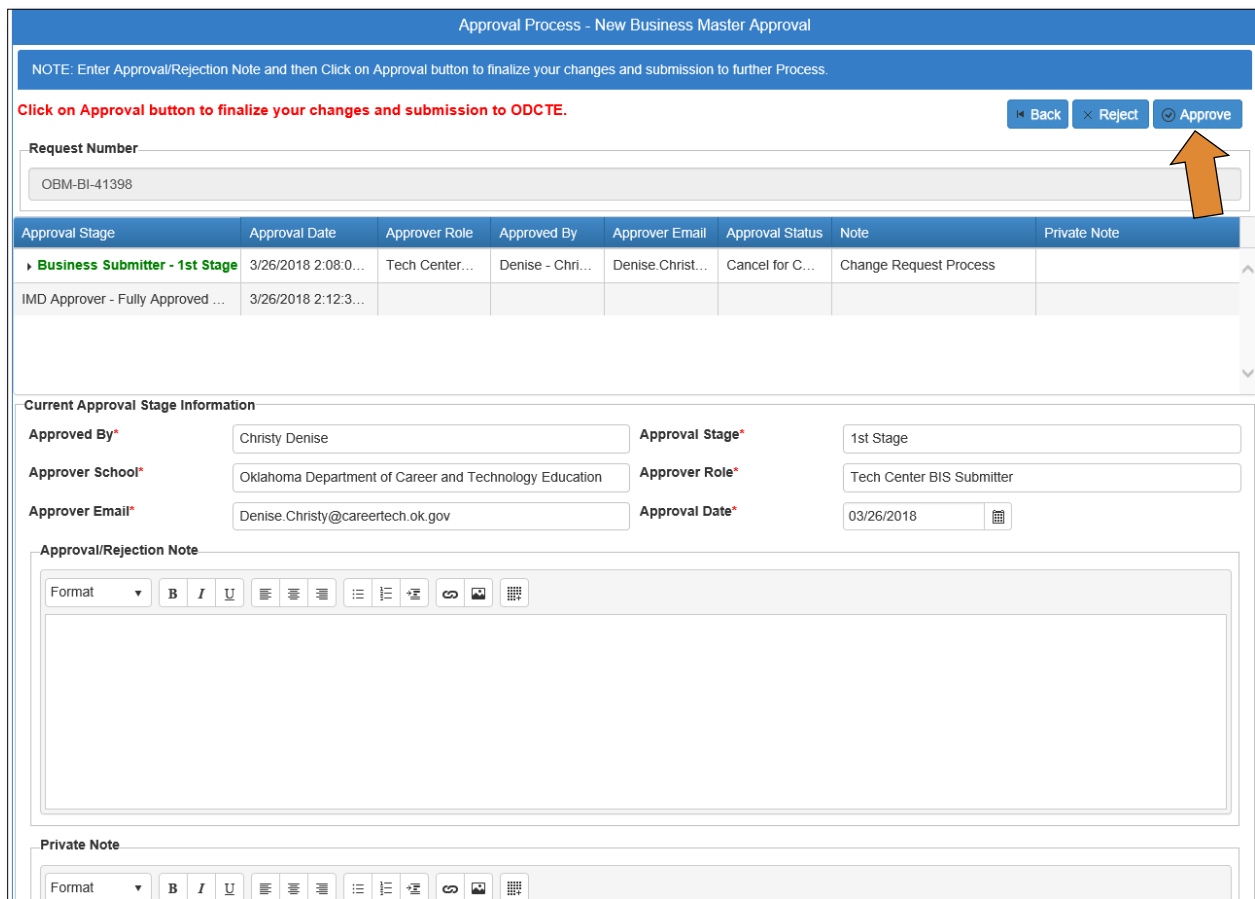 Approval Process - New Business Master Approval
NOTE: Enter Approval/Rejection Note and then Click on Approval button to finalize your changes and submission to further Process.
Click on Approval button to finalize your changes and submission to ODCTE.
Back Reject Approve
Request Number
OBM-BI-41398
Approval Stage Approval Date Approver Role Approved By Approver Email Approval Status Note Private Note
Business Submitter - 1st Stage 3/26/2018 2:08:0... Tech Center... Denise - Chri... Denise.Christ... Cancel for C... Change Request Process
IMD Approver - Fully Approved ... 3/26/2018 2:12:3...
Current Approval Stage Information
Approved By* Christy Denise Approval Stage* 1st Stage
Approver School* Oklahoma Department of Career and Technology Education Approver Role* Tech Center BIS Submitter
Approver Email* Denise.Christy@careertech.ok.gov Approval Date* 03/26/2018
Approval/Rejection Note
Format B I U
Private Note
Format B I U